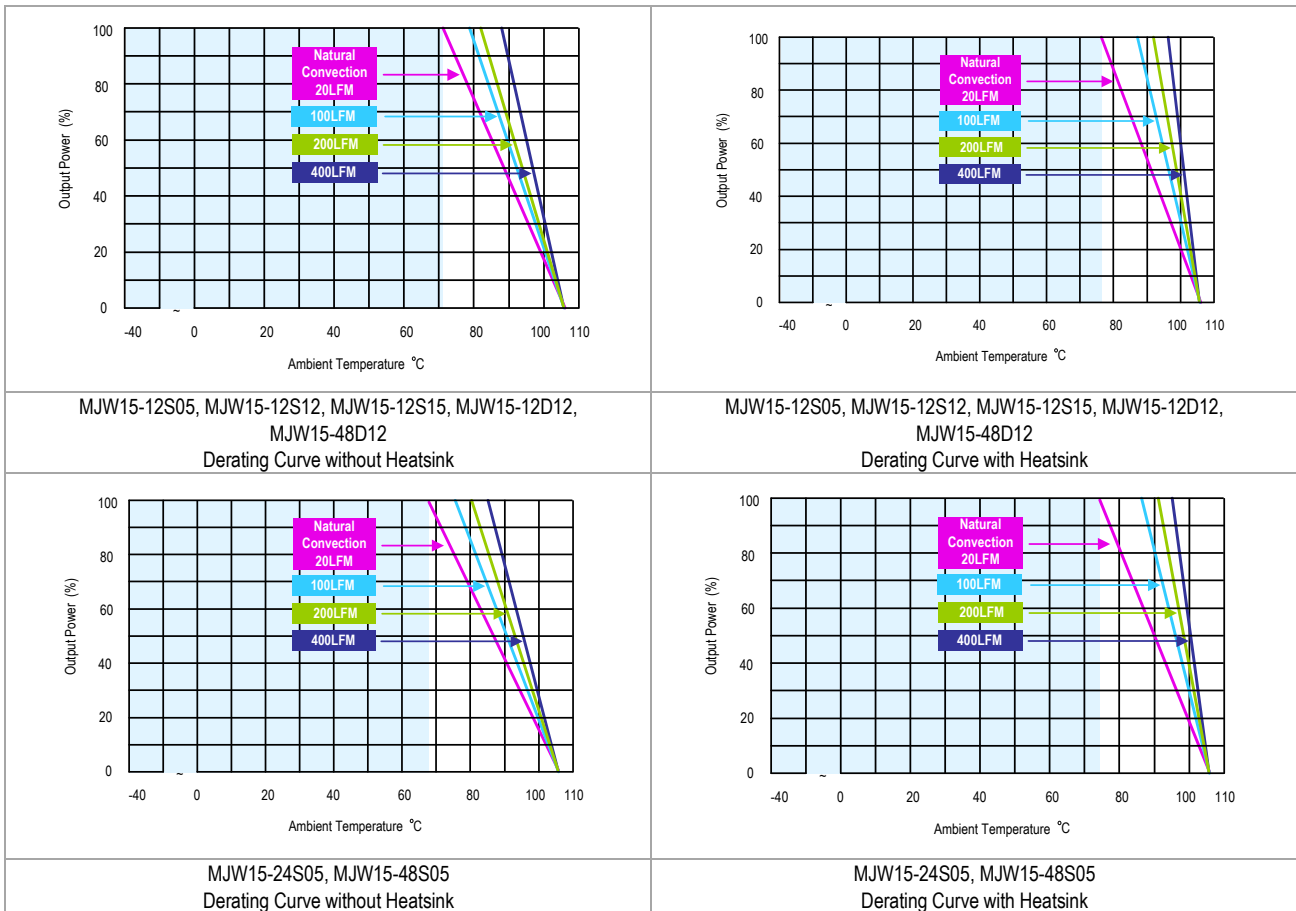 100
80
60
40
20
0
Output Power (%)
Natural
Convection
20LFM
100LFM
200LFM
400LFM
~
-40 0 20 40 60 80 100 110
Ambient Temperature °C
MJW15-12S05, MJW15-12S12, MJW15-12S15, MJW15-12D12,
MJW15-48D12
Derating Curve without Heatsink
100
80
60
40
20
0
Output Power (%)
Natural
Convection
20LFM
100LFM
200LFM
400LFM
~
-40 0 20 40 60 80 100 110
Ambient Temperature °C
MJW15-12S05, MJW15-12S12, MJW15-12S15, MJW15-12D12,
MJW15-48D12
Derating Curve with Heatsink
100
80
60
40
20
0
Output Power (%)
Natural
Convection
20LFM
100LFM
200LFM
400LFM
~
-40 0 20 40 60 80 100 110
Ambient Temperature °C
MJW15-24S05, MJW15-48S05
Derating Curve without Heatsink
100
80
60
40
20
0
Output Power (%)
Natural
Convection
20LFM
100LFM
200LFM
400LFM
~
-40 0 20 40 60 80 100 110
Ambient Temperature °C
MJW15-24S05, MJW15-48S05
Derating Curve with Heatsink